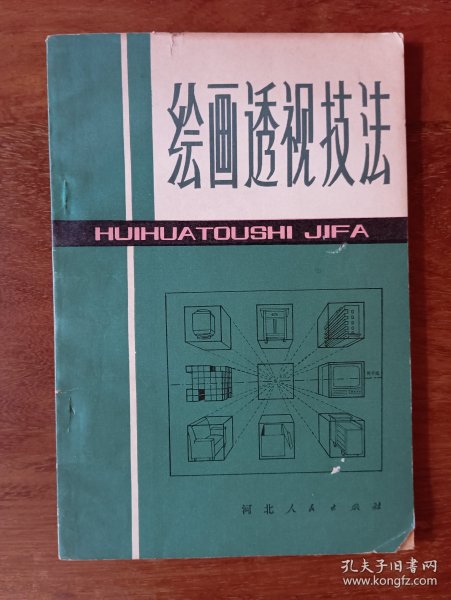 绘画透视技法
HUIHUATOUSHI JIFA
视平线
河北人民出版社
孔夫子旧书网
www.kongfz.com